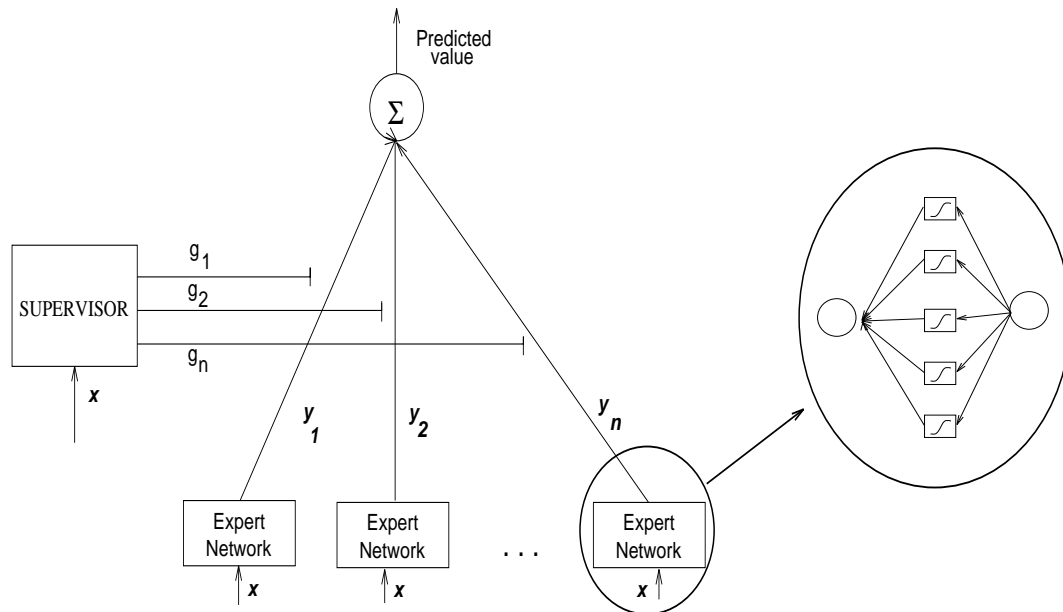 Predicted
value
Σ
g1
SUPERVISOR
g2
gn
x
y1
y2
yn
Expert
Network
Expert
Network
. . .
Expert
Network
x
x
x